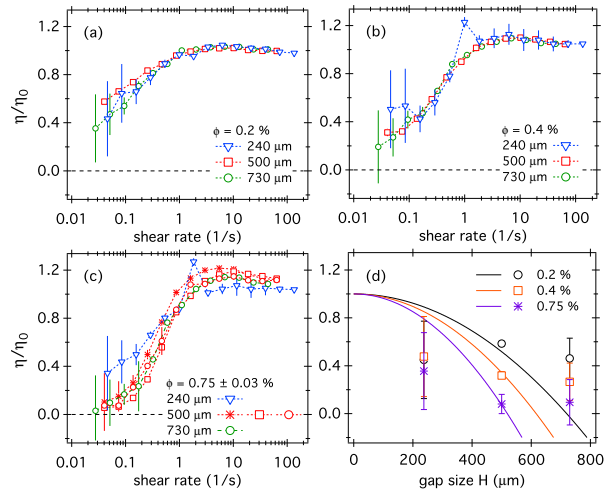 (a)
η/η0
1.2
0.8
0.4
0.0
ϕ = 0.2 %
240 μm
500 μm
730 μm
0.01 0.1 1 10 100
shear rate (1/s)
(b)
η/η0
1.2
0.8
0.4
0.0
ϕ = 0.4 %
240 μm
500 μm
730 μm
0.01 0.1 1 10 100
shear rate (1/s)
(c)
η/η0
1.2
0.8
0.4
0.0
ϕ = 0.75 ± 0.03 %
240 μm
500 μm
730 μm
0.01 0.1 1 10 100
shear rate (1/s)
(d)
η/η0
1.2
0.8
0.4
0.0
0.2 %
0.4 %
0.75 %
0 200 400 600 800
gap size H (μm)